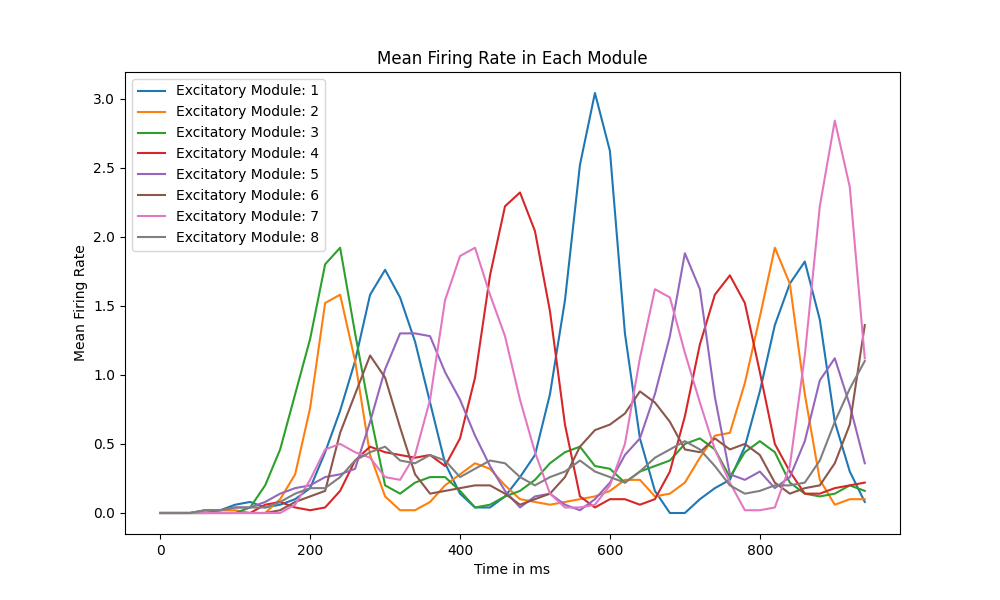 Mean Firing Rate in Each Module
Excitatory Module: 1
Excitatory Module: 2
Excitatory Module: 3
Excitatory Module: 4
Excitatory Module: 5
Excitatory Module: 6
Excitatory Module: 7
Excitatory Module: 8
3.0
2.5
2.0
1.5
1.0
0.5
0.0
Mean Firing Rate
0 200 400 600 800
Time in ms